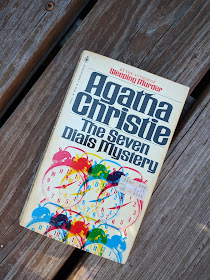 Sleeping Murder
Agatha
Christie
The Seven
Dials Mystery